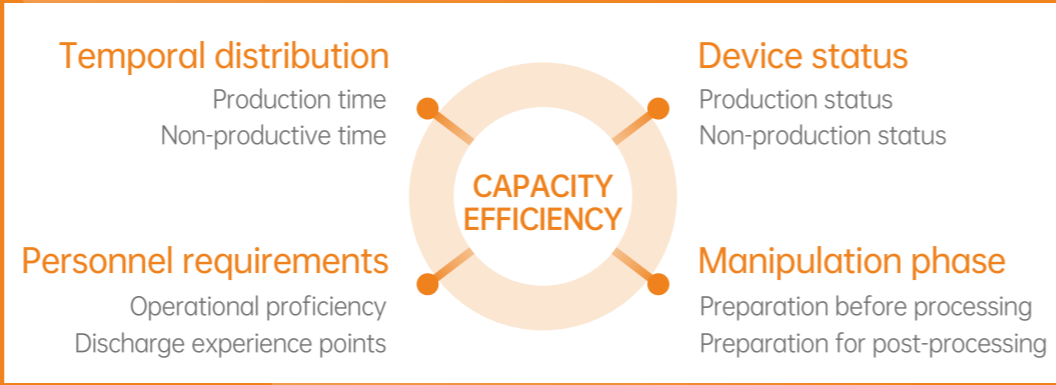 Temporal distribution
Production time
Non-productive time
Device status
Production status
Non-production status
CAPACITY
EFFICIENCY
Personnel requirements
Operational proficiency
Discharge experience points
Manipulation phase
Preparation before processing
Preparation for post-processing